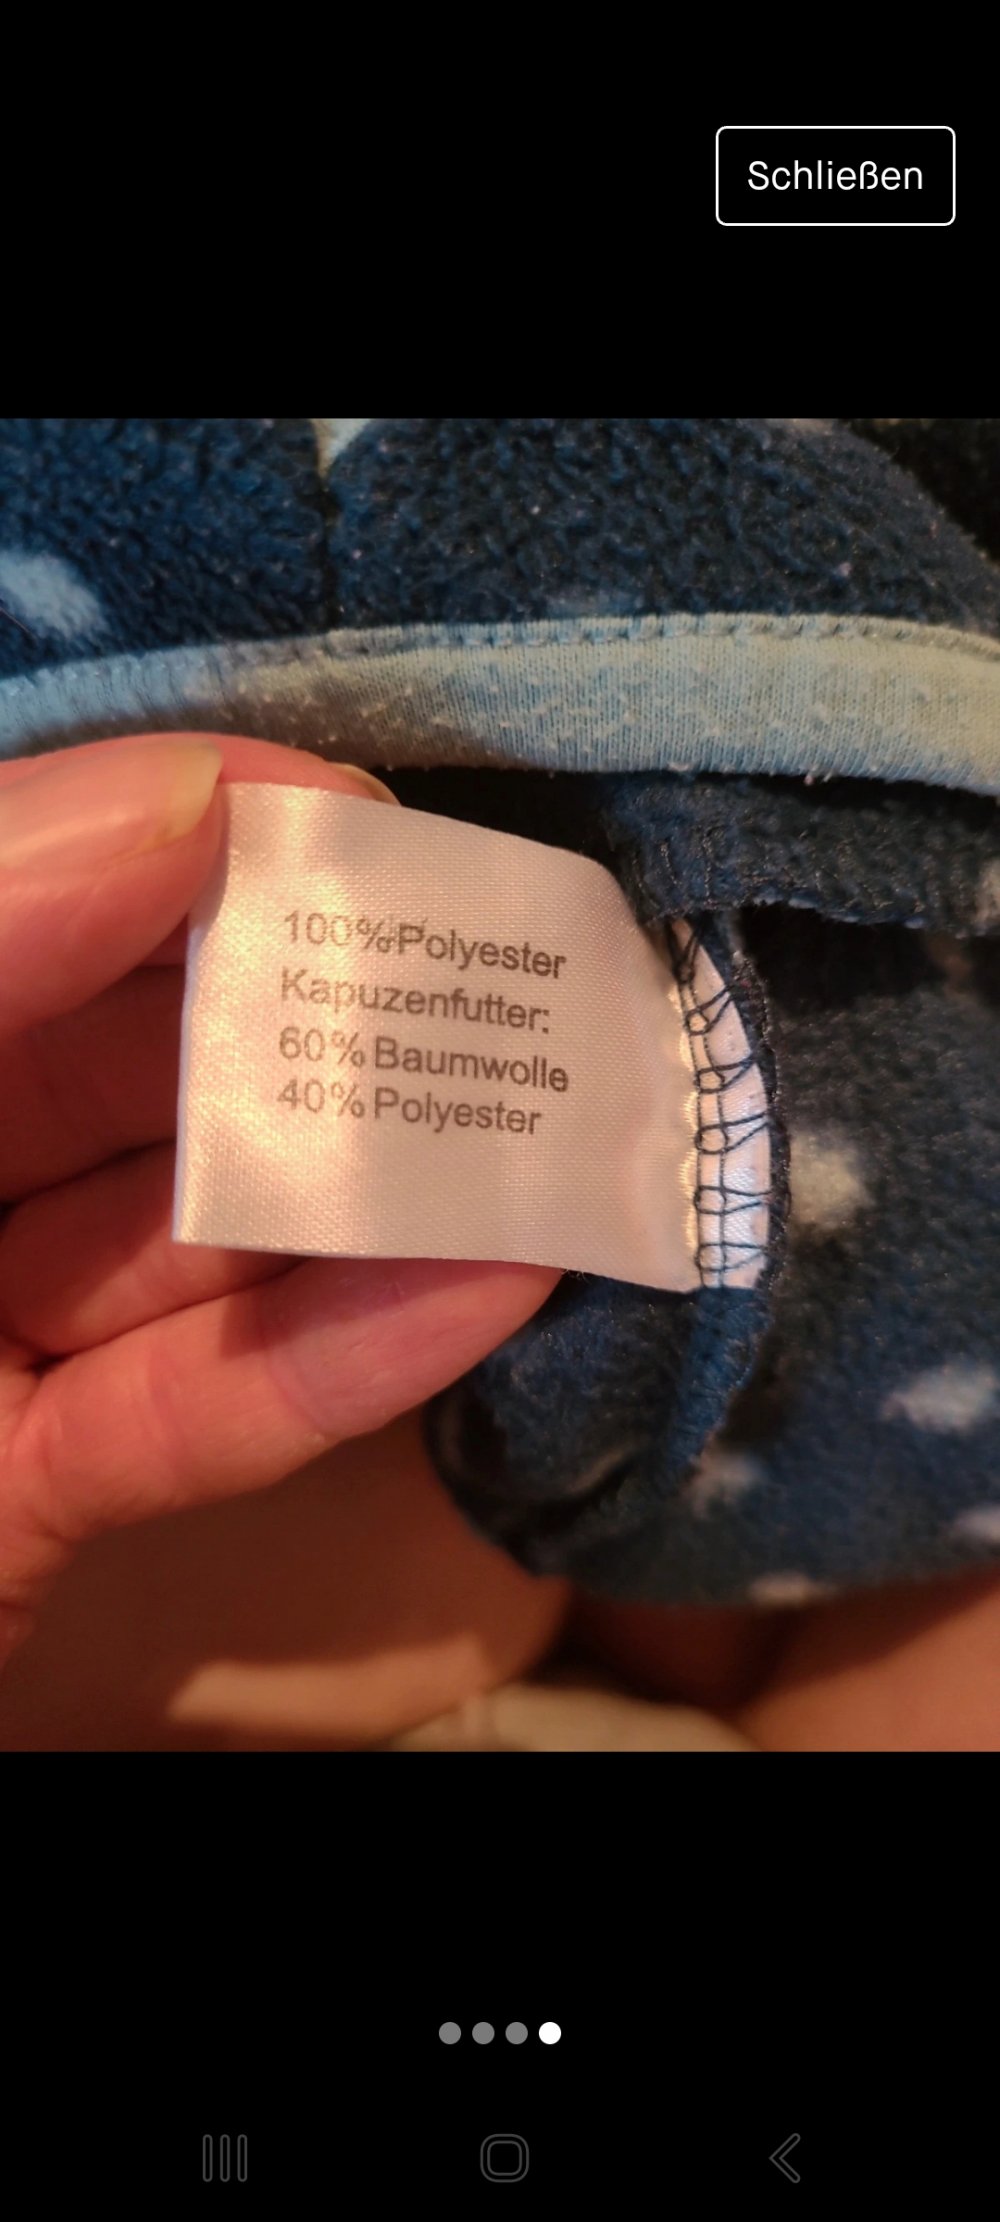 Schließen
100%Polyester
Kapuzenfutter:
60%Baumwolle
40%Polyester